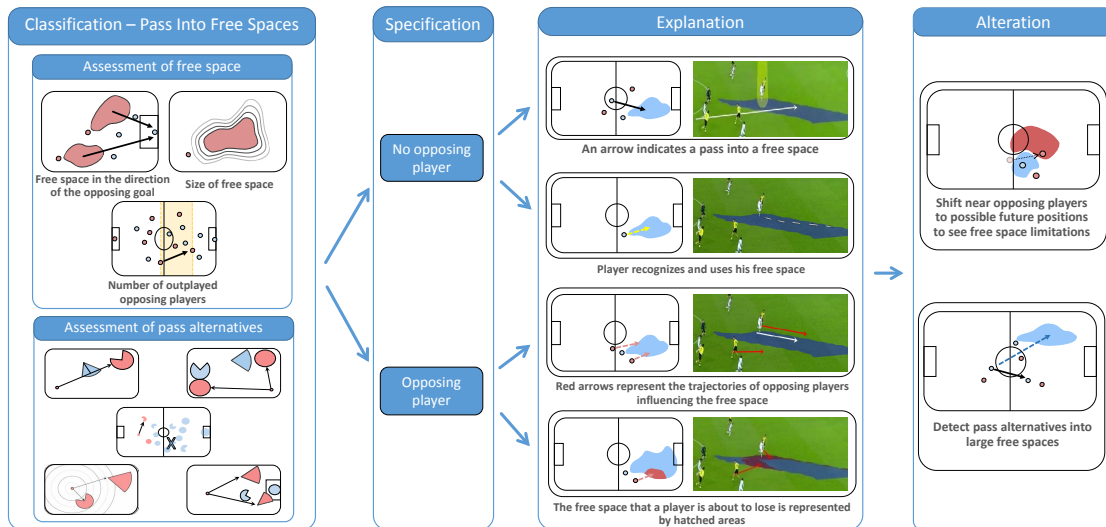 Classification – Pass Into Free Spaces
Assessment of free space
Free space in the direction
of the opposing goal
Size of free space
Number of outplayed
opposing players
Assessment of pass alternatives
X
Specification
No opposing
player
Opposing
player
Explanation
An arrow indicates a pass into a free space
Player recognizes and uses his free space
Red arrows represent the trajectories of opposing players
influencing the free space
The free space that a player is about to lose is represented
by hatched areas
Alteration
Shift near opposing players
to possible future positions
to see free space limitations
Detect pass alternatives into
large free spaces